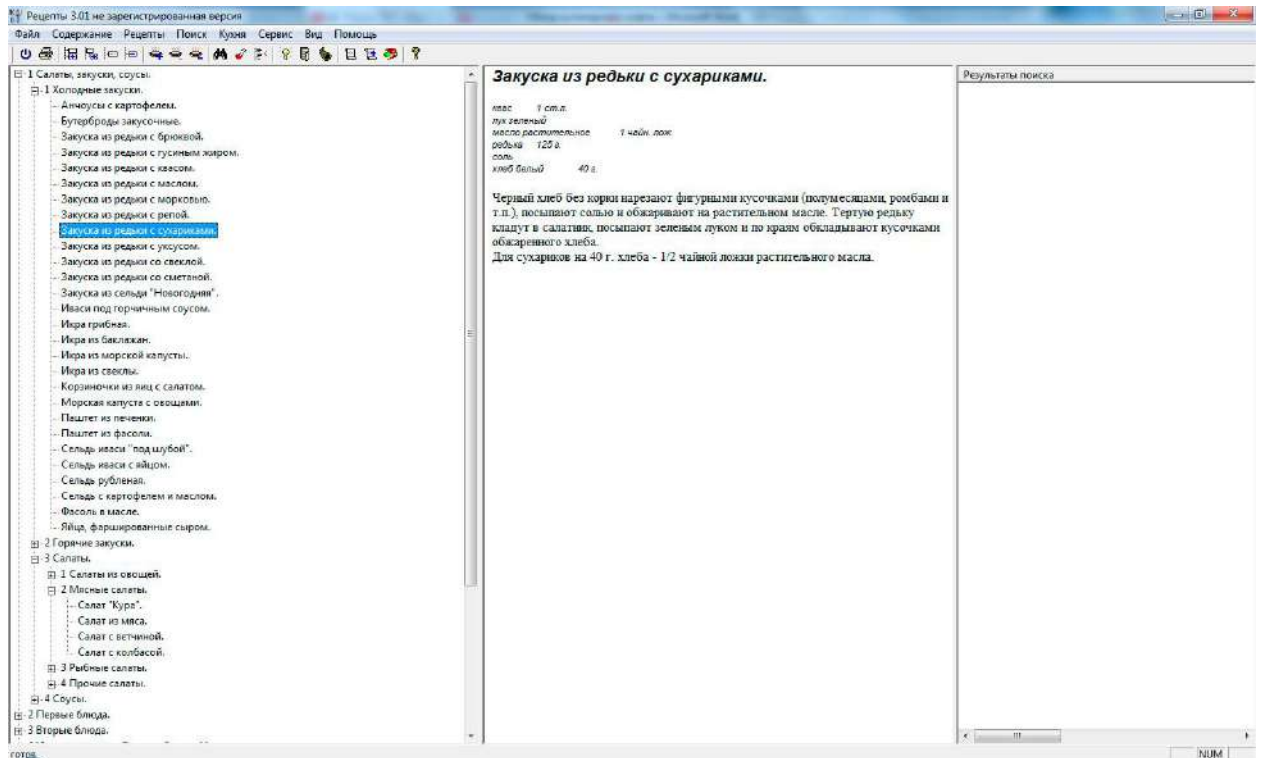 Рецепты 3.01 не зарегистрированная версия
Файл Содержание Рецепты Поиск Кухня Сервис Вид Помощь
1 Салаты, закуски, соусы.
1 Холодные закуски.
Анчоусы с картофелем.
Бутерброды закусочные.
Закуска из редьки с брюквой.
Закуска из редьки с гусиным жиром.
Закуска из редьки с квасом.
Закуска из редьки с маслом.
Закуска из редьки с морковью.
Закуска из редьки с репой.
Закуска из редьки с сухариками.
Закуска из редьки с уксусом.
Закуска из редьки со свеклой.
Закуска из редьки со сметаной.
Закуска из сельди "Новогодняя".
Иваси под горчичным соусом.
Икра грибная.
Икра из баклажан.
Икра из морской капусты.
Икра из свеклы.
Корзиночки из яиц с салатом.
Морская капуста с овощами.
Паштет из печенки.
Паштет из фасоли.
Сельдь иваси "под шубой".
Сельдь иваси с яйцом.
Сельдь рубленая.
Сельдь с картофелем и маслом.
Фасоль в масле.
Яйца, фаршированные сыром.
2 Горячие закуски.
3 Салаты.
1 Салаты из овощей.
2 Мясные салаты.
Салат "Кура".
Салат из мяса.
Салат с ветчиной.
Салат с колбасой.
3 Рыбные салаты.
4 Прочие салаты.
4 Соусы.
2 Первые блюда.
3 Вторые блюда.
Закуска из редьки с сухариками.
квас 1 ст.л.
лук зеленый
масло растительное 1 чайн. лож
редька 125 г.
соль
хлеб белый 40 г.
Черный хлеб без корки нарезают фигурными кусочками (полумесяцами, ромбами и
т.п.), посыпают солью и обжаривают на растительном масле. Тертую редьку
кладут в салатник, посыпают зеленым луком и по краям обкладывают кусочками
обжаренного хлеба.
Для сухариков на 40 г. хлеба - 1/2 чайной ложки растительного масла.
Результаты поиска
готов
NUM